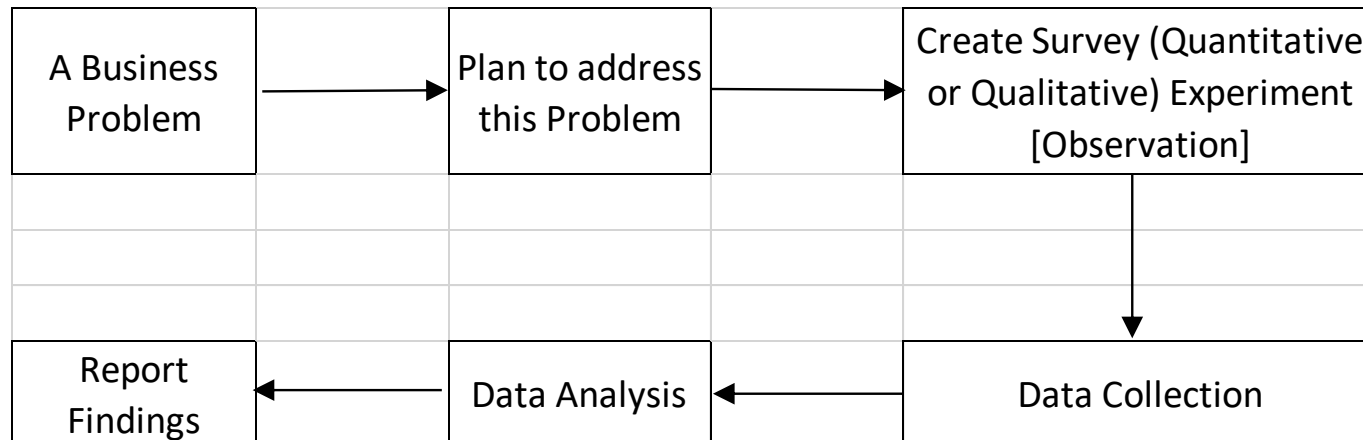 A Business
Problem
Plan to address
this Problem
Create Survey (Quantitative
or Qualitative) Experiment
[Observation]
Report
Findings
Data Analysis
Data Collection